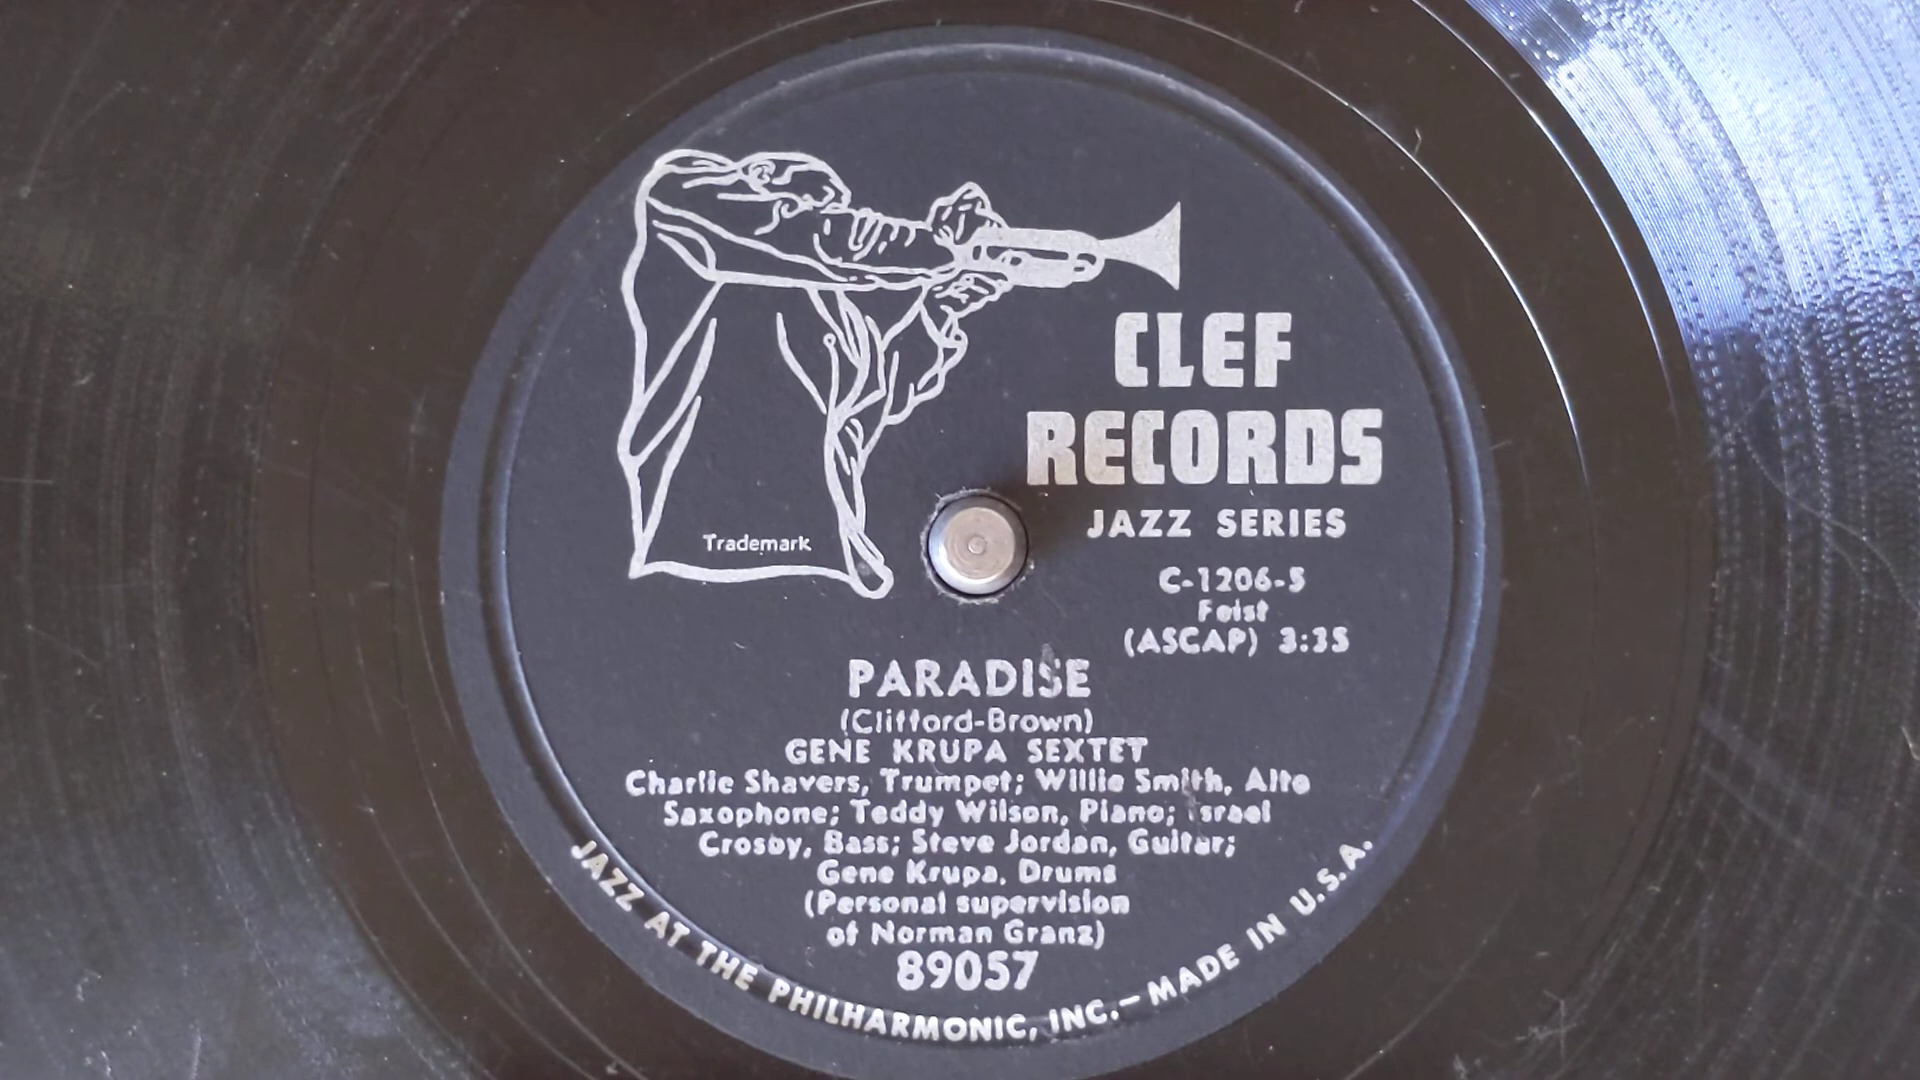 Trademark
CLEF
RECORDS
JAZZ SERIES
C-1206-5
Feist
(ASCAP) 3:35
PARADISE
(Clifford-Brown)
GENE KRUPA SEXTET
Charlie Shavers, Trumpet; Willie Smith, Alto
Saxophone; Teddy Wilson, Piano; Israel
Crosby, Bass; Steve Jordan, Guitar;
Gene Krupa, Drums
(Personal supervision
of Norman Granz)
89057
JAZZ AT THE PHILHARMONIC, INC.–MADE IN U.S.A.